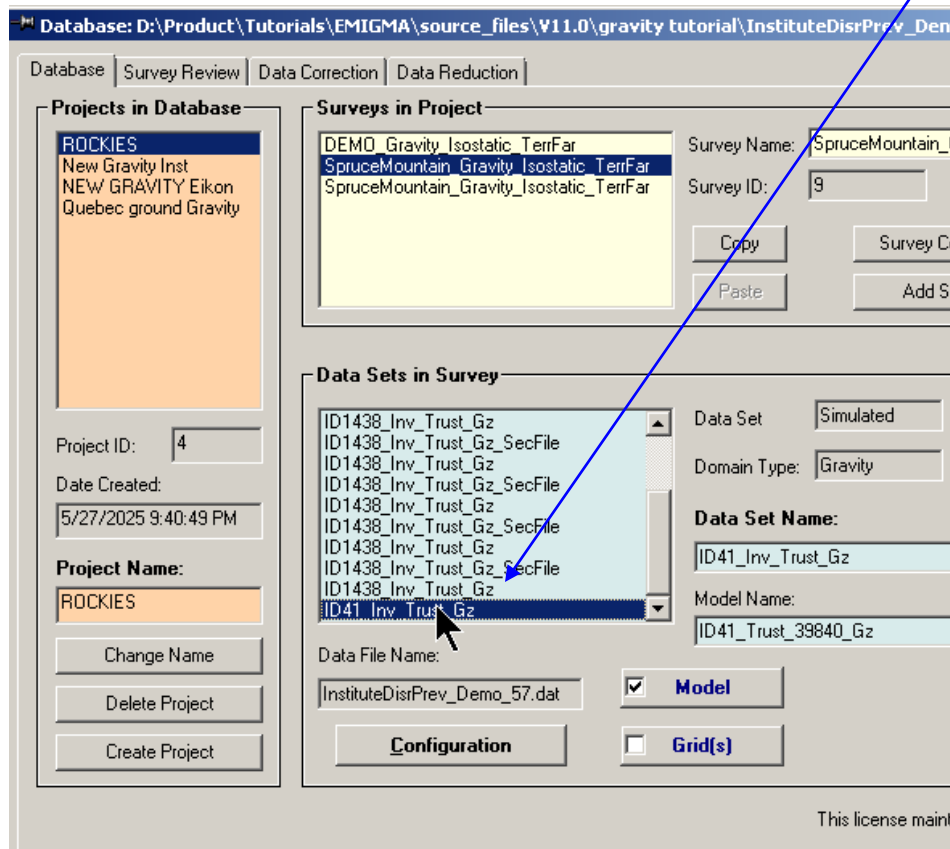 Database: D:\Product\Tutorials\EMIGMA\source_files\V11.0\gravity tutorial\InstituteDisrPrev_Den
Database
Survey Review
Data Correction
Data Reduction
Projects in Database
ROCKIES
New Gravity Inst
NEW GRAVITY Eikon
Quebec ground Gravity
Project ID: 4
Date Created:
5/27/2025 9:40:49 PM
Project Name:
ROCKIES
Change Name
Delete Project
Create Project
Surveys in Project
DEMO_Gravity_Isostatic_TerrFar
SpruceMountain_Gravity_Isostatic_TerrFar
SpruceMountain_Gravity_Isostatic_TerrFar
Survey Name: SpruceMountain_
Survey ID: 9
Copy
Survey C
Paste
Add S
Data Sets in Survey
ID1438_Inv_Trust_Gz
ID1438_Inv_Trust_Gz_SecFile
ID1438_Inv_Trust_Gz
ID1438_Inv_Trust_Gz_SecFile
ID1438_Inv_Trust_Gz
ID1438_Inv_Trust_Gz_SecFile
ID1438_Inv_Trust_Gz
ID1438_Inv_Trust_Gz_SecFile
ID1438_Inv_Trust_Gz
ID41_Inv_Trust_Gz
Data Set Simulated
Domain Type: Gravity
Data Set Name:
ID41_Inv_Trust_Gz
Model Name:
ID41_Trust_39840_Gz
Data File Name:
InstituteDisrPrev_Demo_57.dat
Model
Configuration
Grid(s)
This license maint